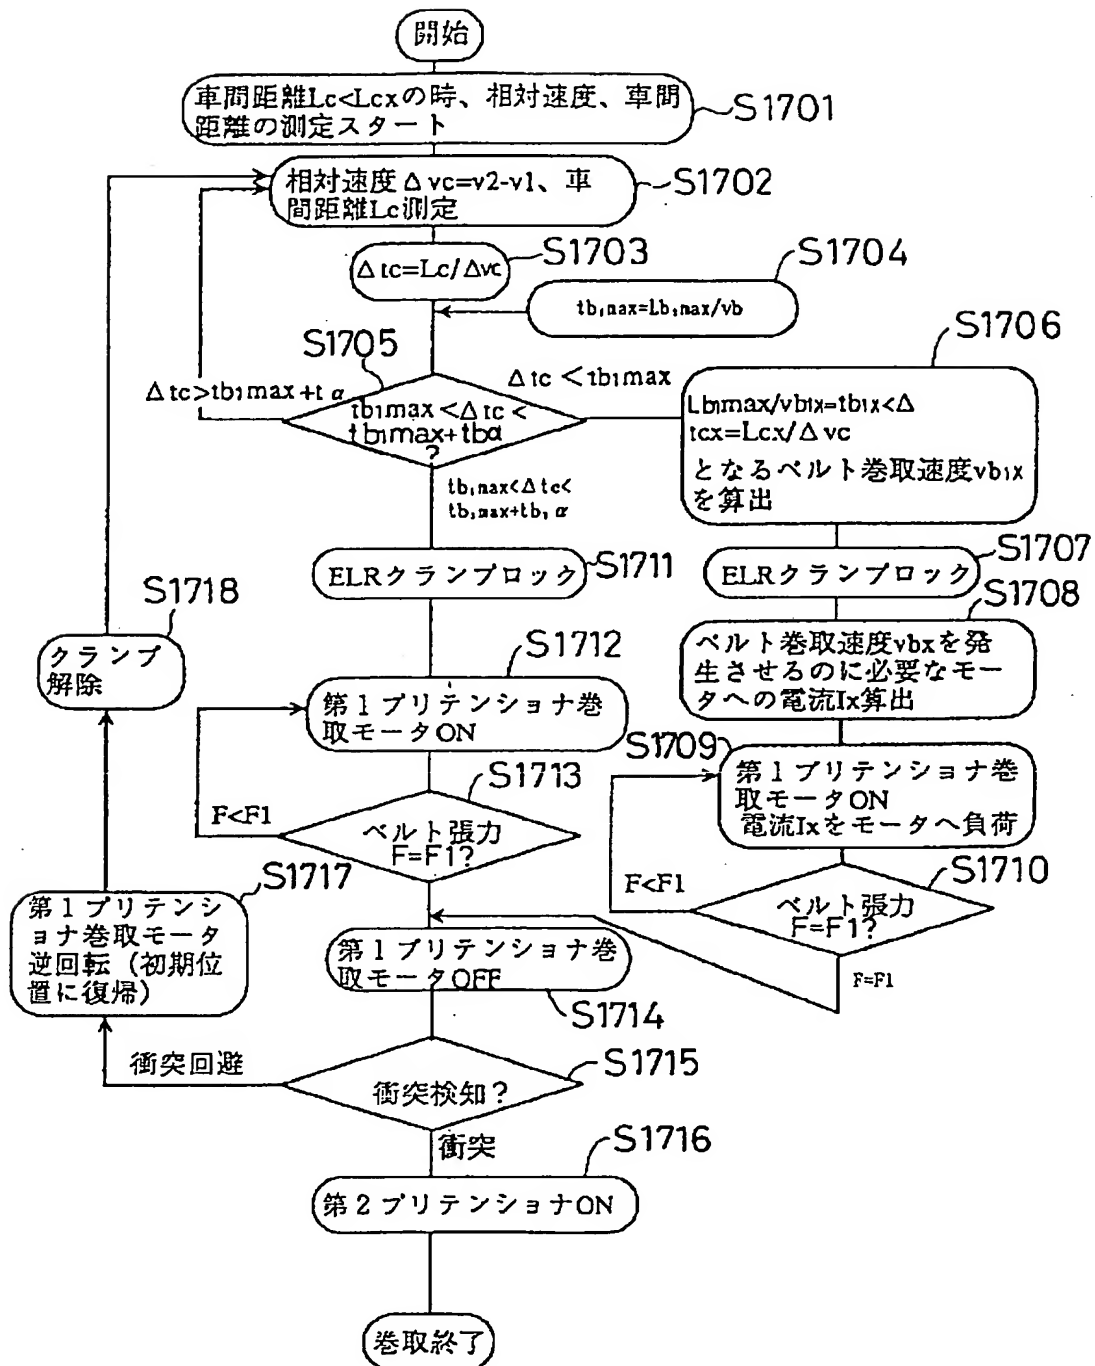 開始
車間距離Lc<Lcxの時、相対速度、車間
距離の測定スタート
S1701
相対速度Δvc=v2-v1、車
間距離Lc測定
S1702
Δtc=Lc/Δvc
S1703
S1704
tb1max=Lb1max/vb
S1705
Δtc>tb1max+tα
Δtc<tb1max
tb1max<Δtc<
tb1max+tbα
?
S1706
Lb1max/vb1x=tb1x<Δ
tcx=Lcx/Δvc
となるベルト巻取速度vb1x
を算出
tb1max<Δtc<
tb1max+tb1α
ELRクランプロック
S1711
ELRクランプロック
S1707
S1718
クランプ
解除
S1712
第1プリテンショナ巻
取モータON
S1708
ベルト巻取速度vbxを発
生させるのに必要なモー
タへの電流Ix算出
S1709
第1プリテンショナ巻
取モータON
電流Ixをモータへ負荷
S1713
F<F1
ベルト張力
F=F1?
S1710
F<F1
ベルト張力
F=F1?
F=F1
S1717
第1プリテンシ
ョナ巻取モータ
逆回転(初期位
置に復帰)
第1プリテンショナ巻
取モータOFF
S1714
衝突回避
衝突検知?
S1715
衝突
S1716
第2プリテンショナON
巻取終了